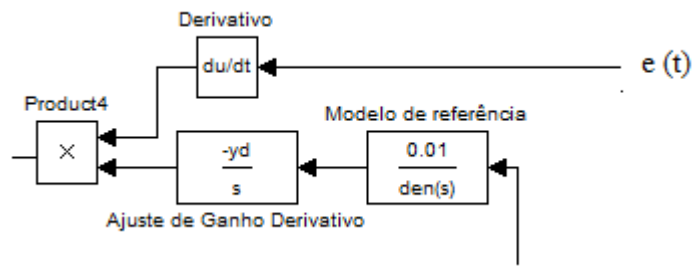 Derivativo
du/dt
e (t)
Product4
×
Modelo de referência
-yd
s
0.01
den(s)
Ajuste de Ganho Derivativo